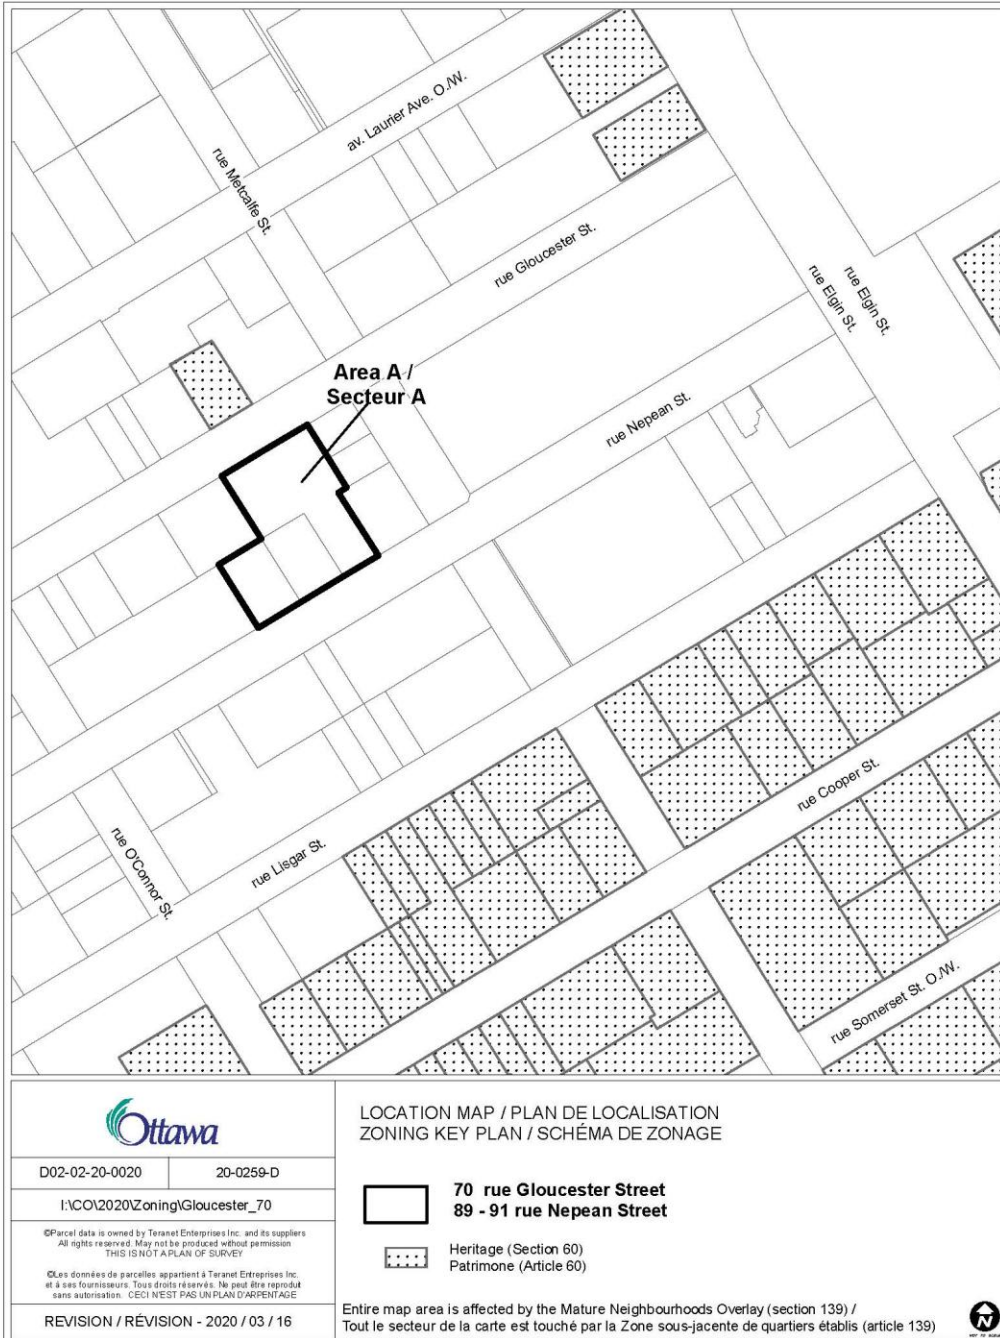 av. Laurier Ave. O./W.
rue Metcalfe St.
rue Gloucester St.
rue Elgin St.
rue Elgin St.
Area A /
Secteur A
rue Nepean St.
rue Cooper St.
rue O'Connor St.
rue Lisgar St.
rue Somerset St. O./W.
Ottawa
D02-02-20-0020
20-0259-D
I:\CO\2020\Zoning\Gloucester_70
©Parcel data is owned by Teranet Enterprises Inc. and its suppliers
All rights reserved. May not be produced without permission
THIS IS NOT A PLAN OF SURVEY
©Les données de parcelles appartient à Teranet Entreprises Inc.
et à ses fournisseurs. Tous droits réservés. Ne peut être reproduit
sans autorisation. CECI N'EST PAS UN PLAN D'ARPENTAGE
REVISION / RÉVISION - 2020 / 03 / 16
LOCATION MAP / PLAN DE LOCALISATION
ZONING KEY PLAN / SCHÉMA DE ZONAGE
70 rue Gloucester Street
89 - 91 rue Nepean Street
Heritage (Section 60)
Patrimone (Article 60)
Entire map area is affected by the Mature Neighbourhoods Overlay (section 139) /
Tout le secteur de la carte est touché par la Zone sous-jacente de quartiers établis (article 139)
N